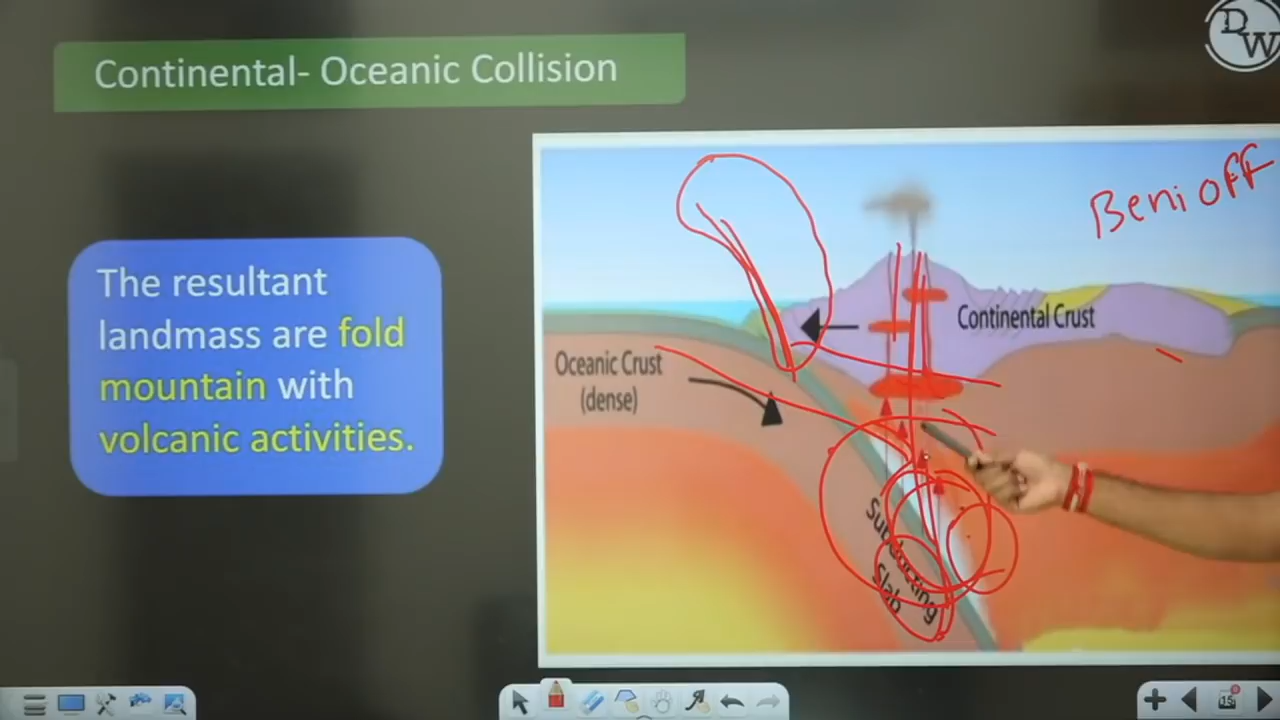 Continental- Oceanic Collision
DW
Beni OFF
The resultant
landmass are fold
mountain with
volcanic activities.
Continental Crust
Oceanic Crust
(dense)
Subducting
Slab